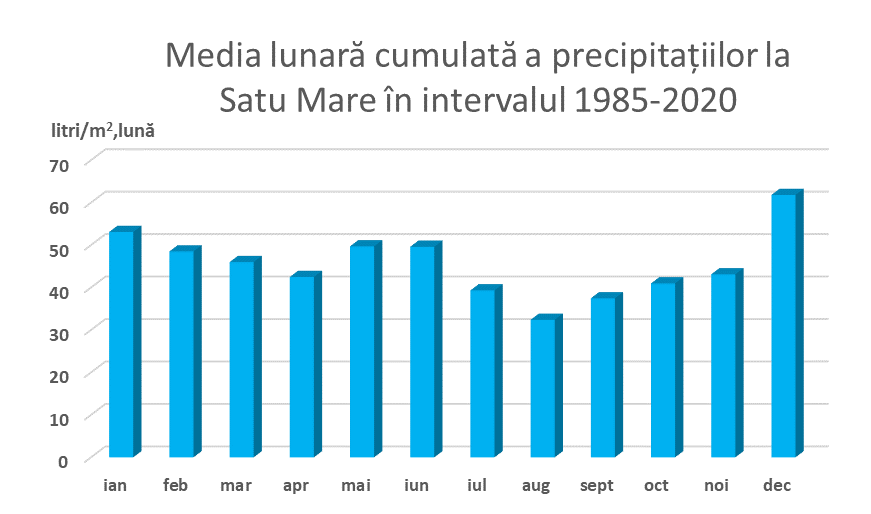 Media lunară cumulată a precipitațiilor la
Satu Mare în intervalul 1985-2020
litri/m²,lună
70
60
50
40
30
20
10
0
ian feb mar apr mai iun iul aug sept oct noi dec